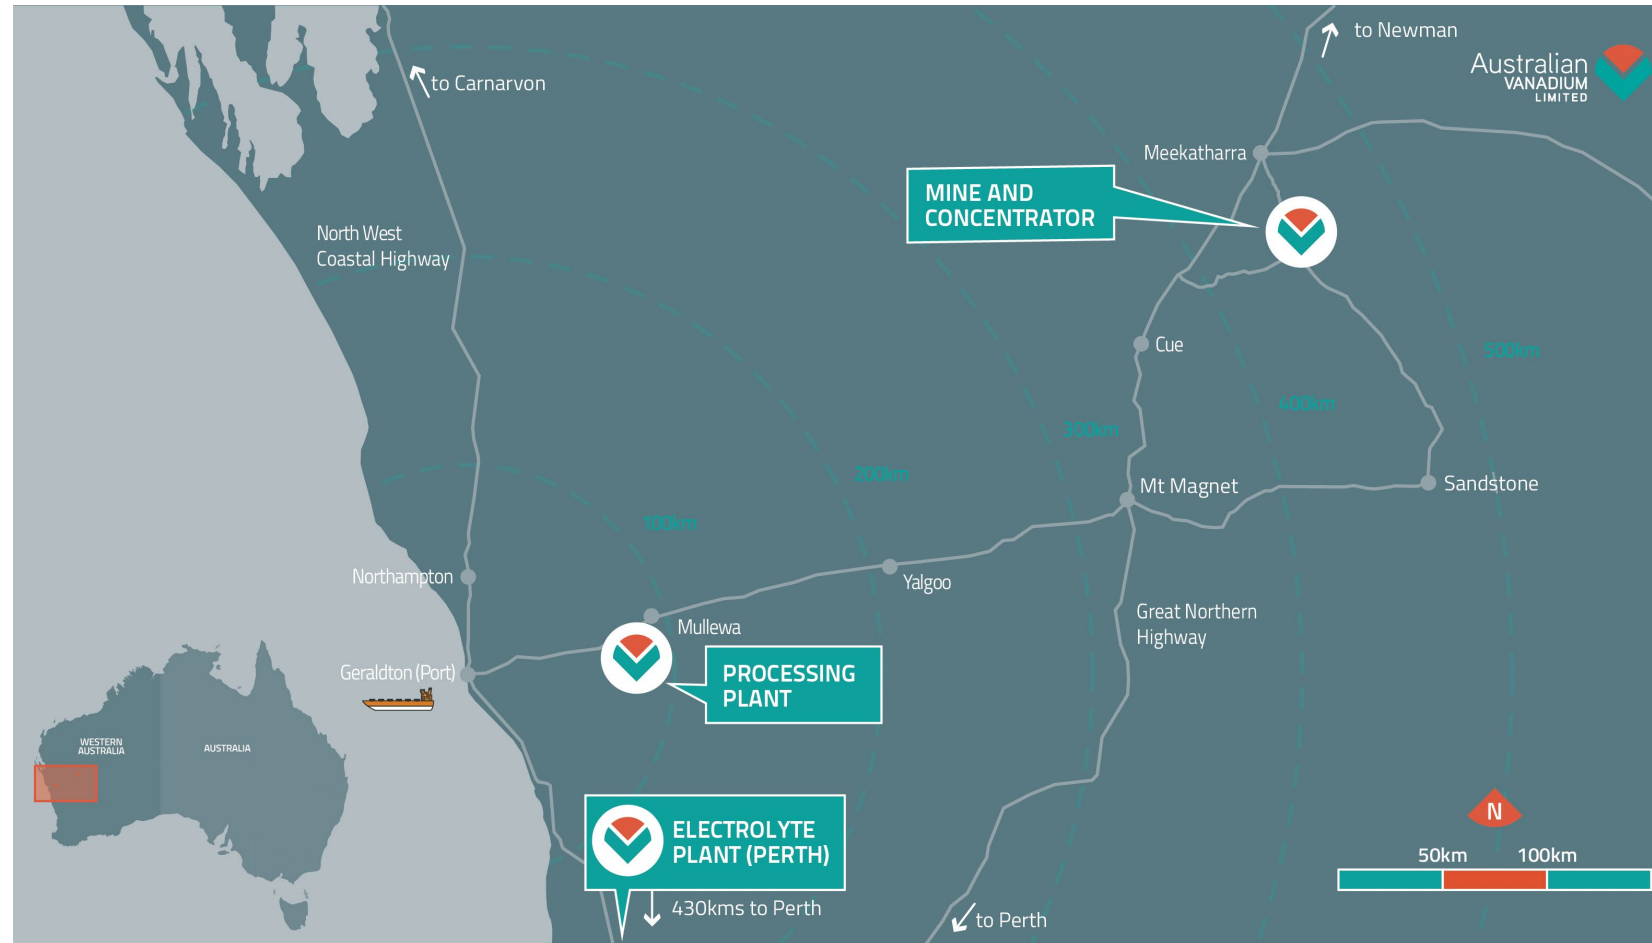 to Newman
Australian
VANADIUM
LIMITED
to Carnarvon
Meekatharra
MINE AND
CONCENTRATOR
North West
Coastal Highway
Cue
500km
400km
300km
200km
Mt Magnet
Sandstone
100km
Northampton
Yalgoo
Great Northern
Highway
Mullewa
Geraldton (Port)
PROCESSING
PLANT
WESTERN
AUSTRALIA
AUSTRALIA
N
ELECTROLYTE
PLANT (PERTH)
50km
100km
430kms to Perth
to Perth